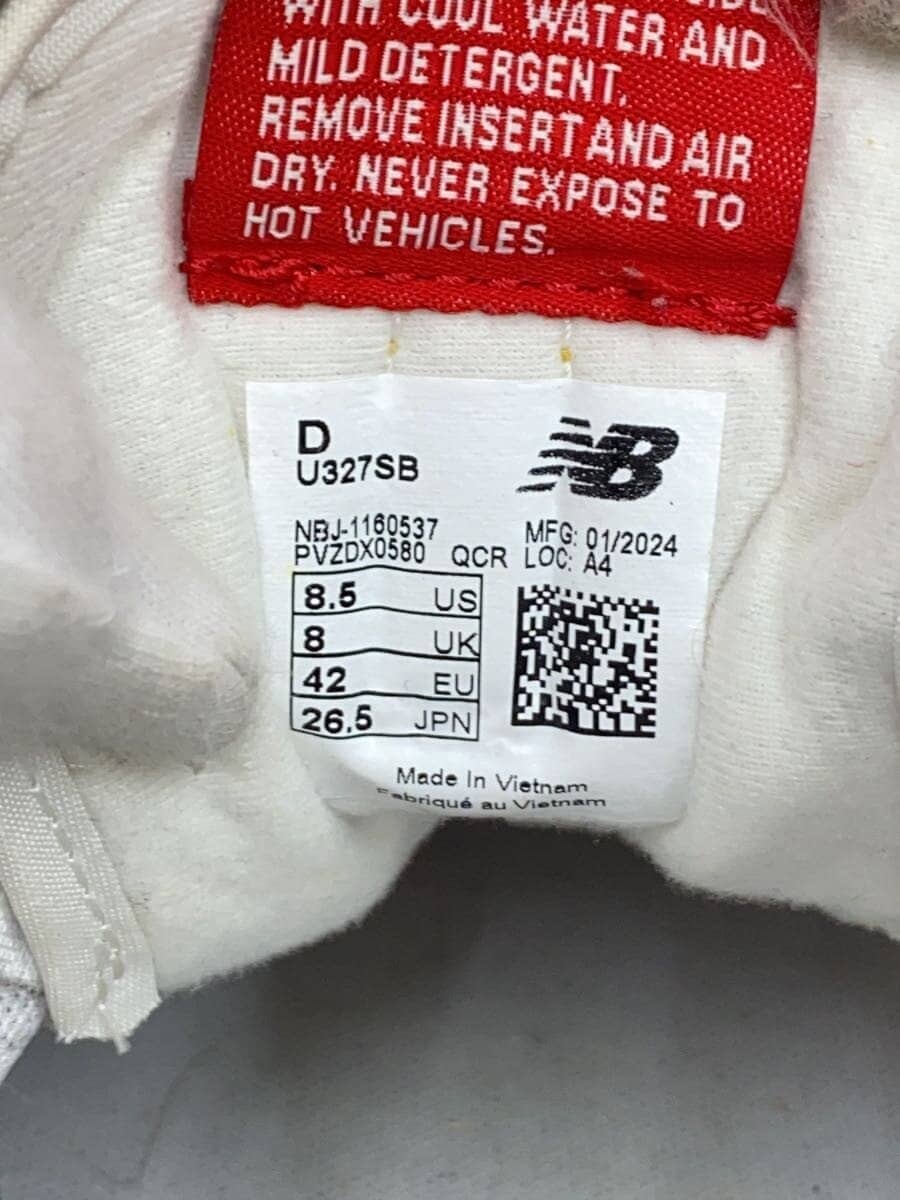 WITH COOL WATER AND
MILD DETERGENT.
REMOVE INSERT AND AIR
DRY. NEVER EXPOSE TO
HOT VEHICLES.
D
U327SB
NB
NBJ-1160537
PVZDX0580 QCR
MFG: 01/2024
LOC: A4
8.5 US
8 UK
42 EU
26.5 JPN
Made In Vietnam
Fabriqué au Vietnam